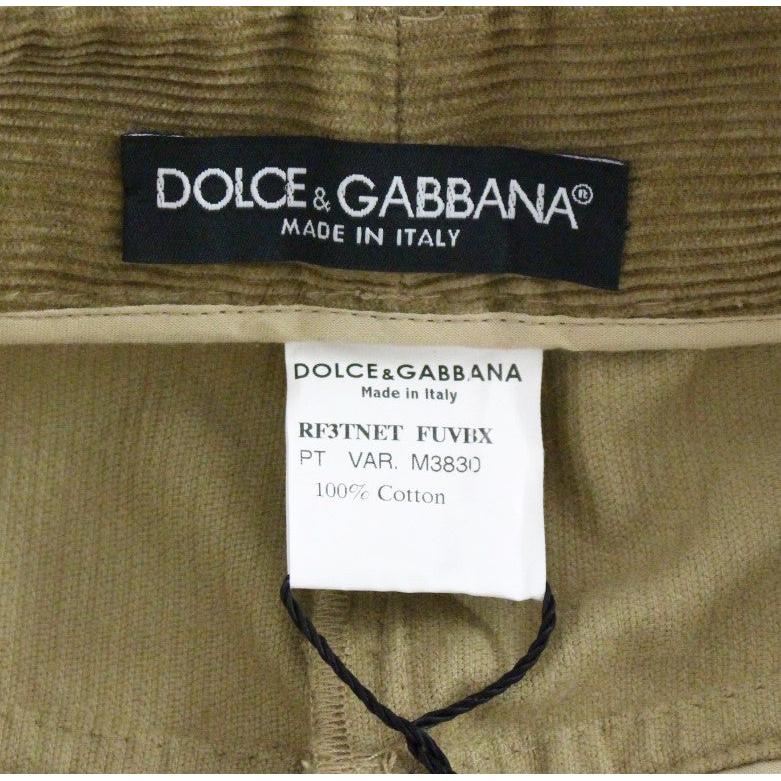 DOLCE & GABBANA®
MADE IN ITALY
DOLCE & GABBANA
Made in Italy
RF3TNET FUVBX
PT VAR. M3830
100% Cotton